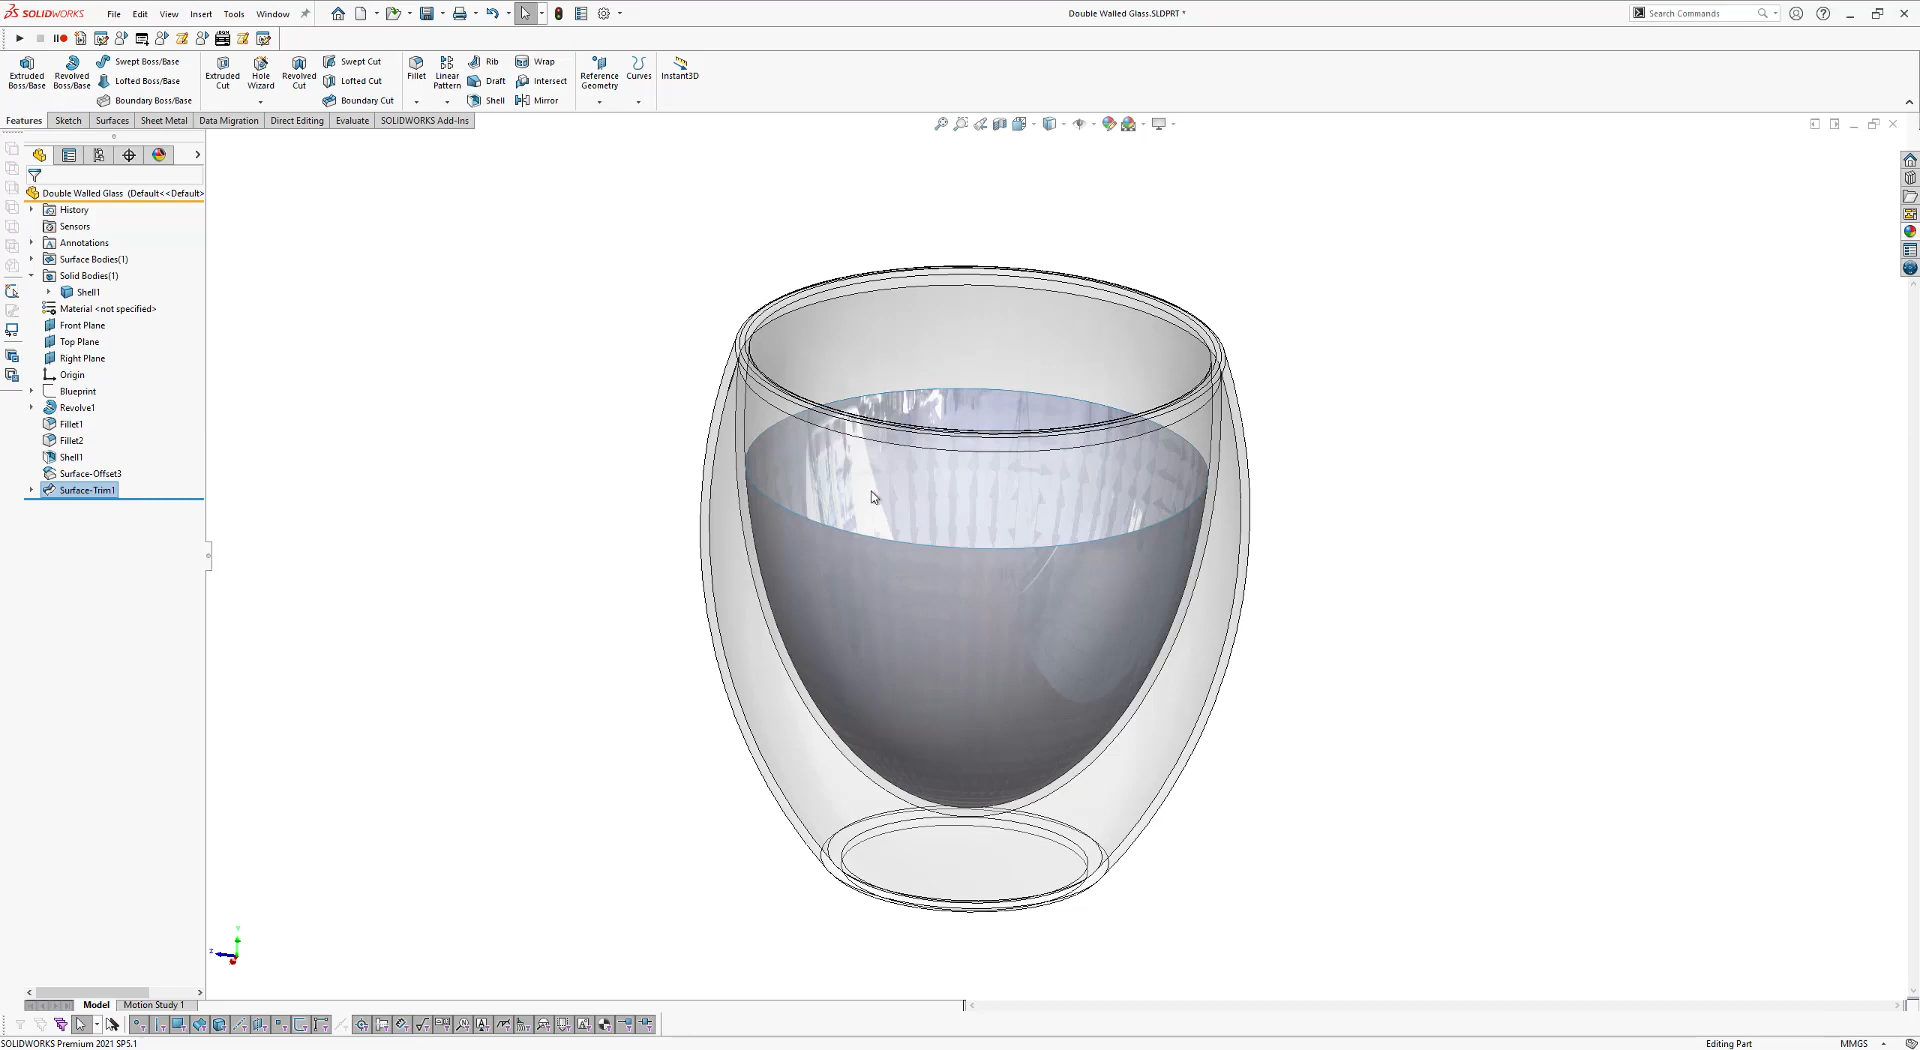 SOLIDWORKS File Edit View Insert Tools Window
Double Walled Glass.SLDPRT *
Search Commands
Extruded Boss/Base
Revolved Boss/Base
Swept Boss/Base
Lofted Boss/Base
Boundary Boss/Base
Extruded Cut
Hole Wizard
Revolved Cut
Swept Cut
Lofted Cut
Boundary Cut
Fillet
Linear Pattern
Rib
Draft
Shell
Wrap
Intersect
Mirror
Reference Geometry
Curves
Instant3D
Features Sketch Surfaces Sheet Metal Data Migration Direct Editing Evaluate SOLIDWORKS Add-Ins
Double Walled Glass (Default<<Default>
History
Sensors
Annotations
Surface Bodies(1)
Solid Bodies(1)
Shell1
Material <not specified>
Front Plane
Top Plane
Right Plane
Origin
Blueprint
Revolve1
Fillet1
Fillet2
Shell1
Surface-Offset3
Surface-Trim1
Y
Z
Model Motion Study 1
SOLIDWORKS Premium 2021 SP5.1
Editing Part
MMGS